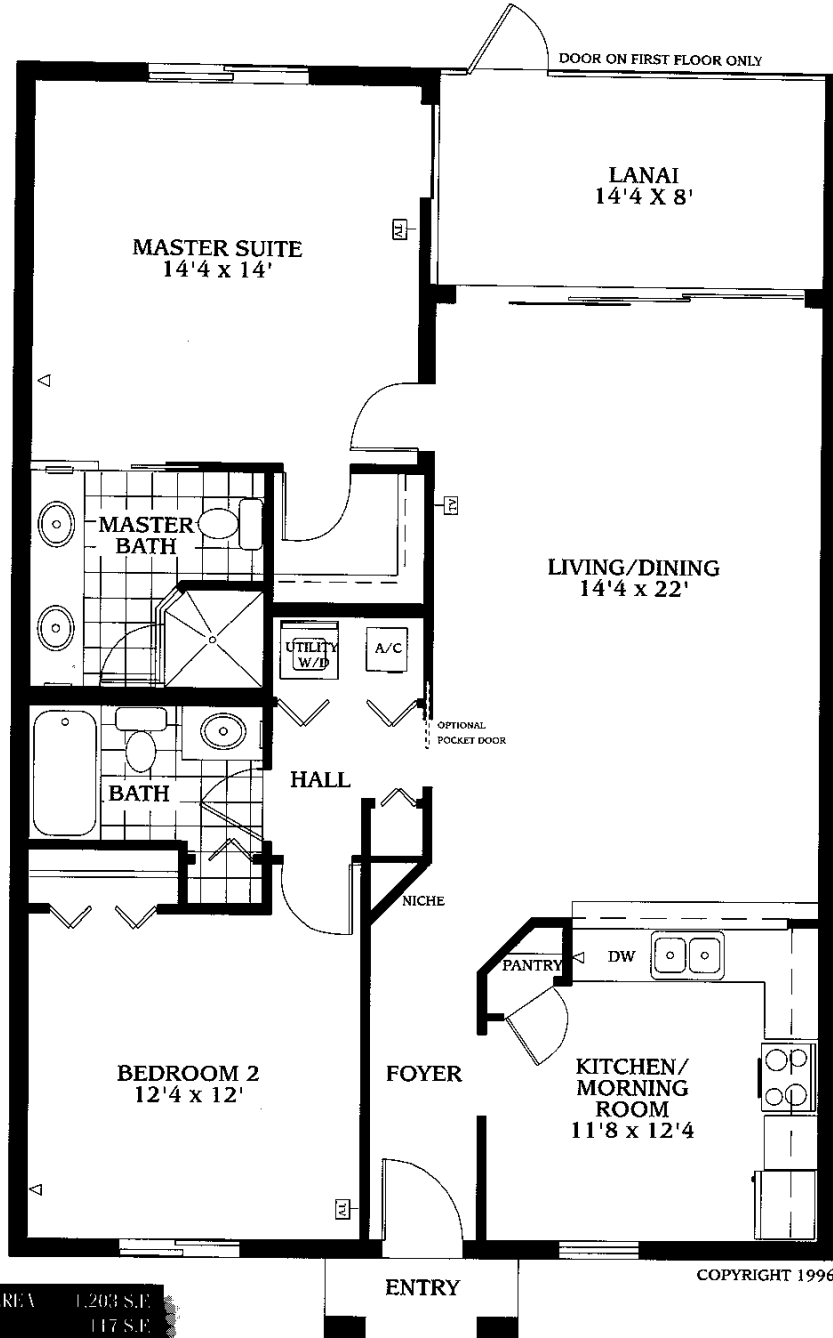 DOOR ON FIRST FLOOR ONLY
LANAI
14'4 X 8'
TV
MASTER SUITE
14'4 x 14'
TV
MASTER
BATH
LIVING/DINING
14'4 x 22'
UTILITY
W/D
A/C
OPTIONAL
POCKET DOOR
HALL
BATH
NICHE
PANTRY
DW
BEDROOM 2
12'4 x 12'
FOYER
KITCHEN/
MORNING
ROOM
11'8 x 12'4
TV
ENTRY
COPYRIGHT 1996
1,203 S.F.
117 S.F.